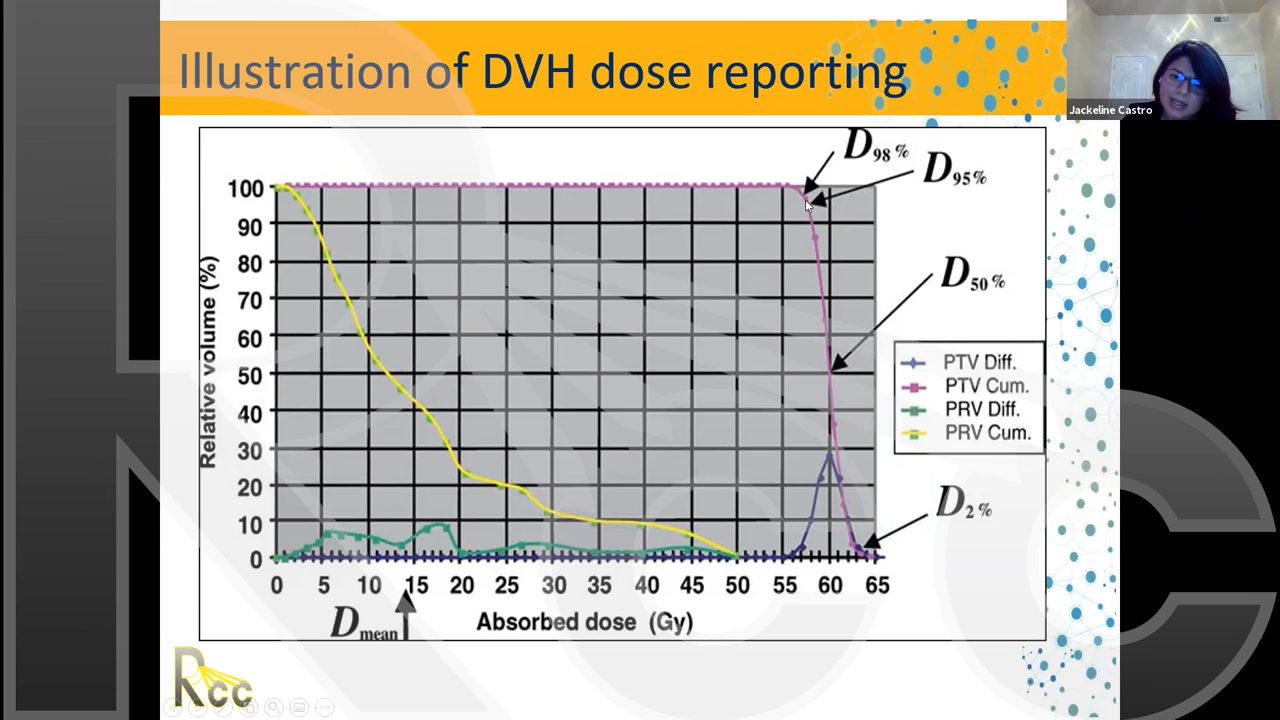 Illustration of DVH dose reporting
Jackeline Castro
D98 %
D95%
D50 %
D2 %
Relative volume (%)
100
90
80
70
60
50
40
30
20
10
0
0 5 10 15 20 25 30 35 40 45 50 55 60 65
PTV Diff.
PTV Cum.
PRV Diff.
PRV Cum.
Dmean
Absorbed dose (Gy)
Rcc